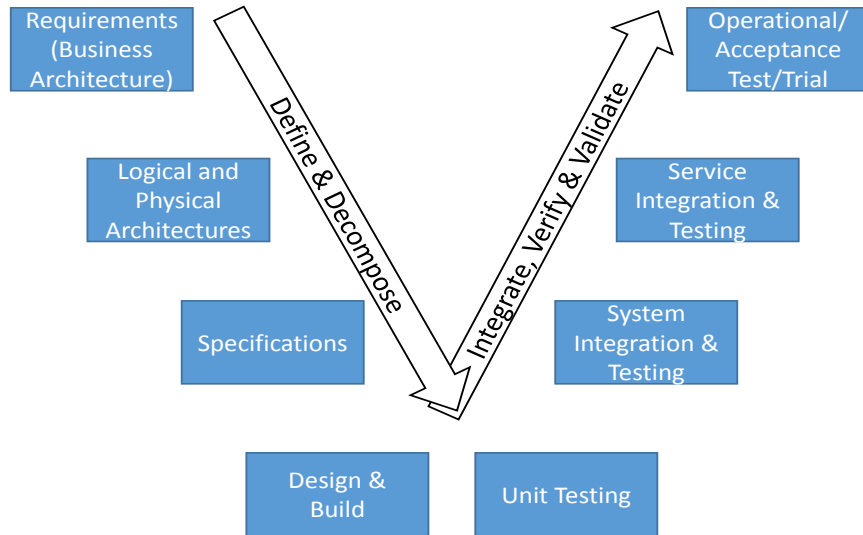 Requirements
(Business
Architecture)
Operational/
Acceptance
Test/Trial
Define & Decompose
Integrate, Verify & Validate
Logical and
Physical
Architectures
Service
Integration &
Testing
Specifications
System
Integration &
Testing
Design &
Build
Unit Testing